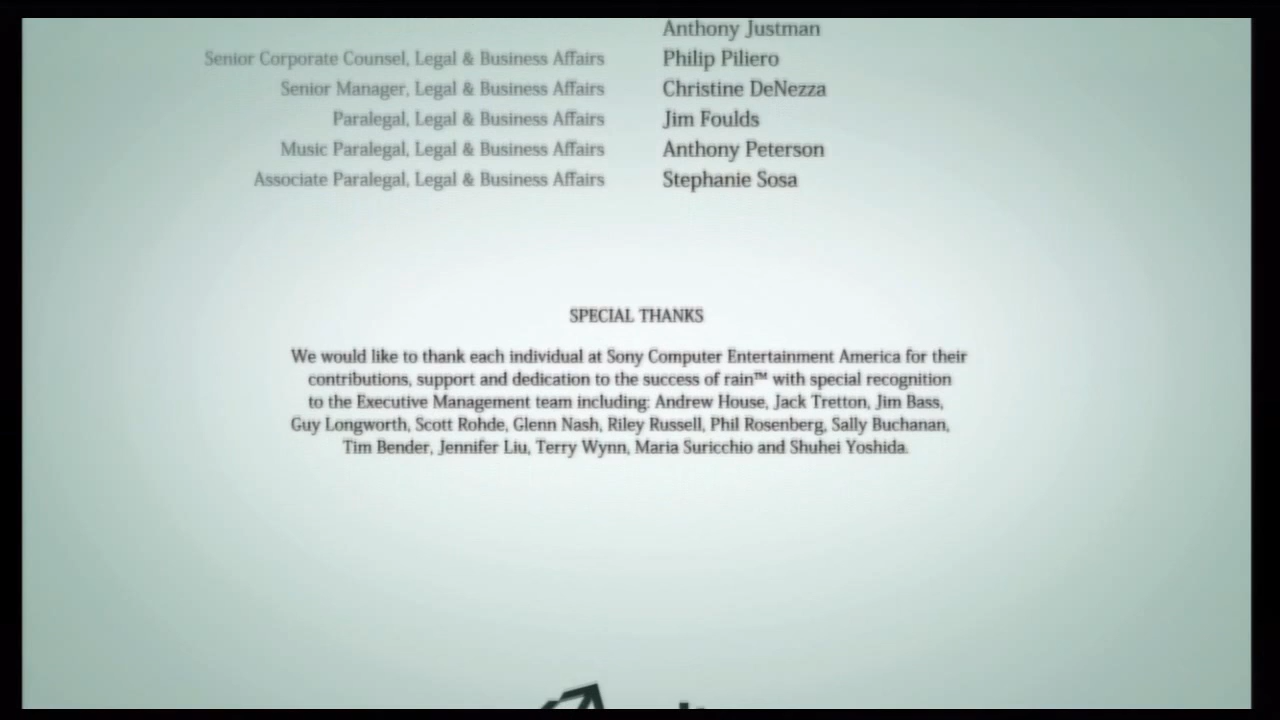 Anthony Justman
Senior Corporate Counsel, Legal & Business Affairs Philip Piliero
Senior Manager, Legal & Business Affairs Christine DeNezza
Paralegal, Legal & Business Affairs Jim Foulds
Music Paralegal, Legal & Business Affairs Anthony Peterson
Associate Paralegal, Legal & Business Affairs Stephanie Sosa
SPECIAL THANKS
We would like to thank each individual at Sony Computer Entertainment America for their
contributions, support and dedication to the success of rain™ with special recognition
to the Executive Management team including: Andrew House, Jack Tretton, Jim Bass,
Guy Longworth, Scott Rohde, Glenn Nash, Riley Russell, Phil Rosenberg, Sally Buchanan,
Tim Bender, Jennifer Liu, Terry Wynn, Maria Suricchio and Shuhei Yoshida.